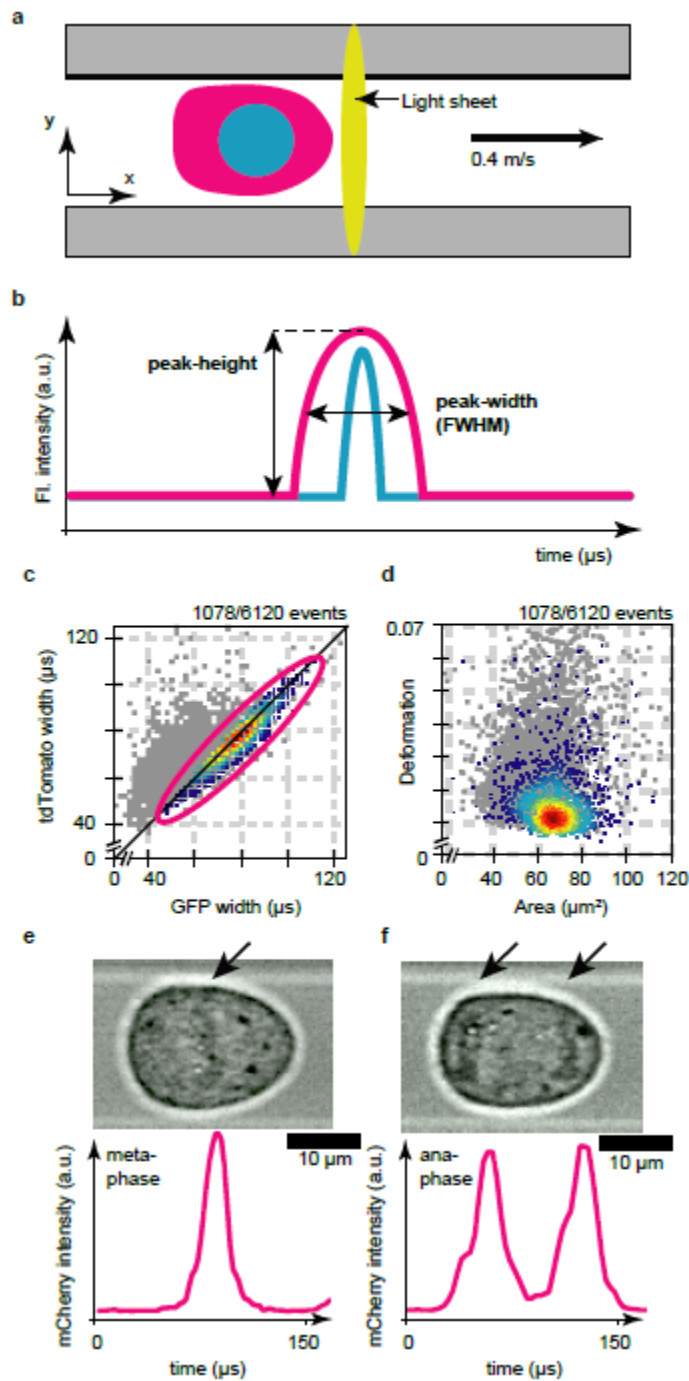 a
Light sheet
y
x
0.4 m/s
b
Fl. intensity (a.u.)
peak-height
peak-width
(FWHM)
time (µs)
c
d
1078/6120 events
1078/6120 events
tdTomato width (µs)
120
40
0
0
40
120
GFP width (µs)
Deformation
0.07
0
0
40
60
80
100
120
Area (µm²)
e
f
10 µm
10 µm
mCherry intensity (a.u.)
meta-
phase
0
150
time (µs)
mCherry intensity (a.u.)
ana-
phase
0
150
time (µs)